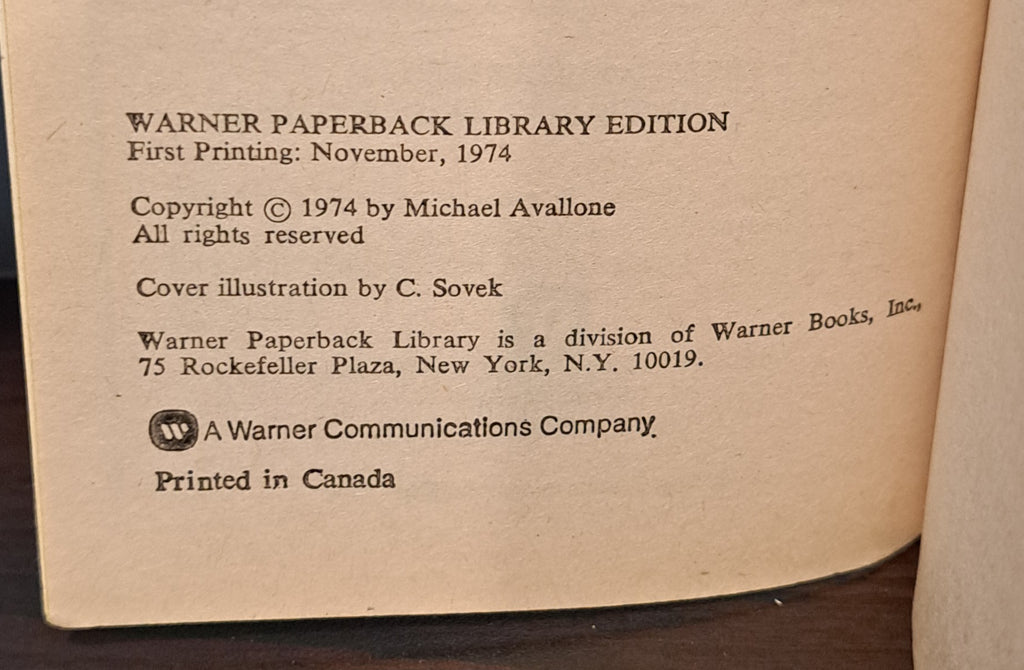 WARNER PAPERBACK LIBRARY EDITION
First Printing: November, 1974
Copyright © 1974 by Michael Avallone
All rights reserved
Cover illustration by C. Sovek
Warner Paperback Library is a division of Warner Books, Inc.,
75 Rockefeller Plaza, New York, N.Y. 10019.
A Warner Communications Company.
Printed in Canada